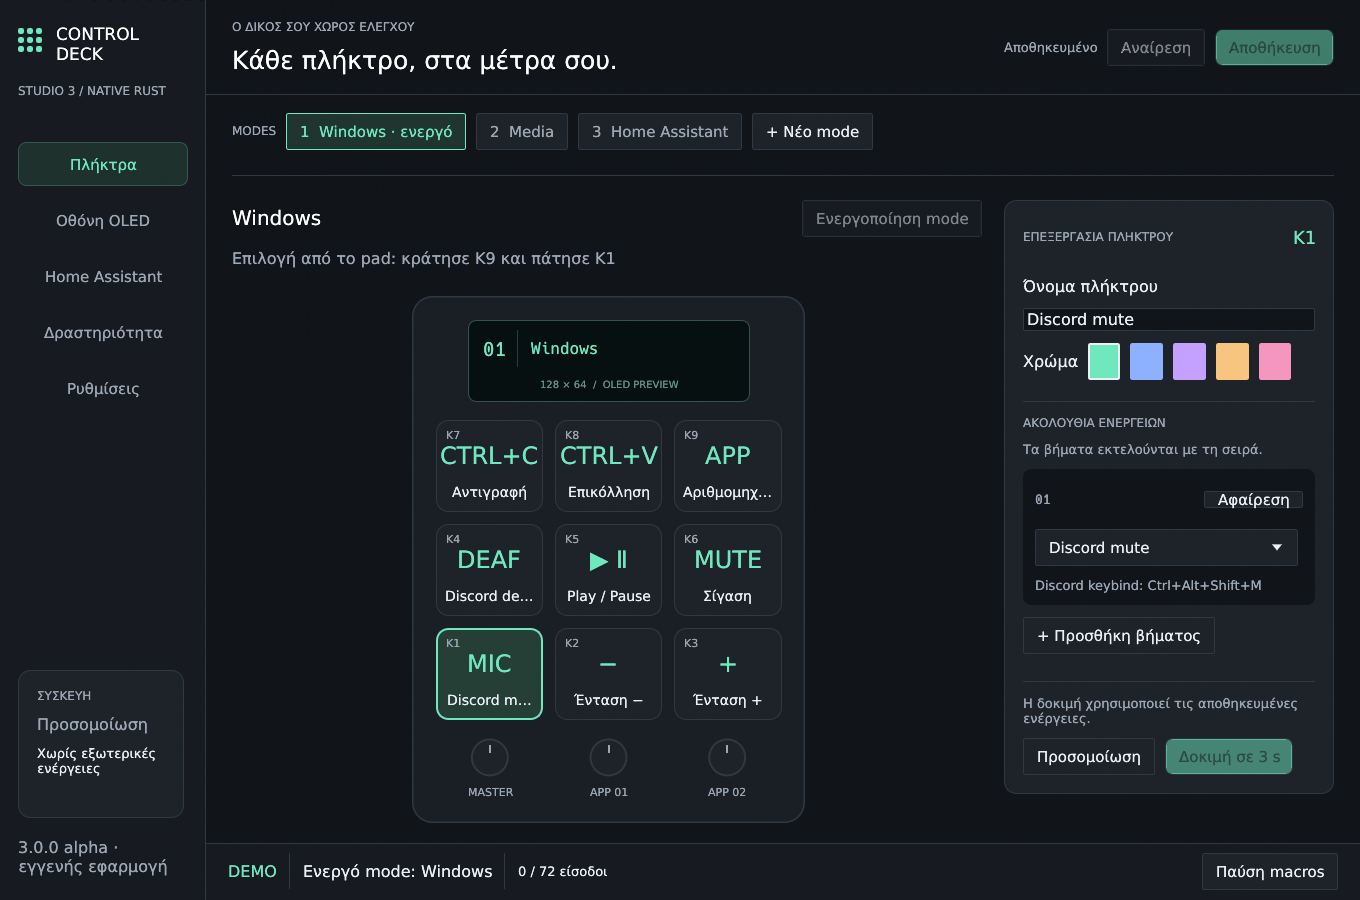 CONTROL
DECK
STUDIO 3 / NATIVE RUST
Πλήκτρα
Οθόνη OLED
Home Assistant
Δραστηριότητα
Ρυθμίσεις
ΣΥΣΚΕΥΗ
Προσομοίωση
Χωρίς εξωτερικές
ενέργειες
3.0.0 alpha ·
εγγενής εφαρμογή
Ο ΔΙΚΟΣ ΣΟΥ ΧΩΡΟΣ ΕΛΕΓΧΟΥ
Κάθε πλήκτρο, στα μέτρα σου.
Αποθηκευμένο
Αναίρεση
Αποθήκευση
MODES
1 Windows · ενεργό
2 Media
3 Home Assistant
+ Νέο mode
Windows
Ενεργοποίηση mode
Επιλογή από το pad: κράτησε K9 και πάτησε K1
01
Windows
128 × 64 / OLED PREVIEW
K7
CTRL+C
Αντιγραφή
K8
CTRL+V
Επικόλληση
K9
APP
Αριθμομηχ…
K4
DEAF
Discord de…
K5
▶ II
Play / Pause
K6
MUTE
Σίγαση
K1
MIC
Discord m…
K2
−
Ένταση −
K3
+
Ένταση +
MASTER
APP 01
APP 02
ΕΠΕΞΕΡΓΑΣΙΑ ΠΛΗΚΤΡΟΥ
K1
Όνομα πλήκτρου
Discord mute
Χρώμα
ΑΚΟΛΟΥΘΙΑ ΕΝΕΡΓΕΙΩΝ
Τα βήματα εκτελούνται με τη σειρά.
01
Αφαίρεση
Discord mute
Discord keybind: Ctrl+Alt+Shift+M
+ Προσθήκη βήματος
Η δοκιμή χρησιμοποιεί τις αποθηκευμένες
ενέργειες.
Προσομοίωση
Δοκιμή σε 3 s
DEMO
Ενεργό mode: Windows
0 / 72 είσοδοι
Παύση macros